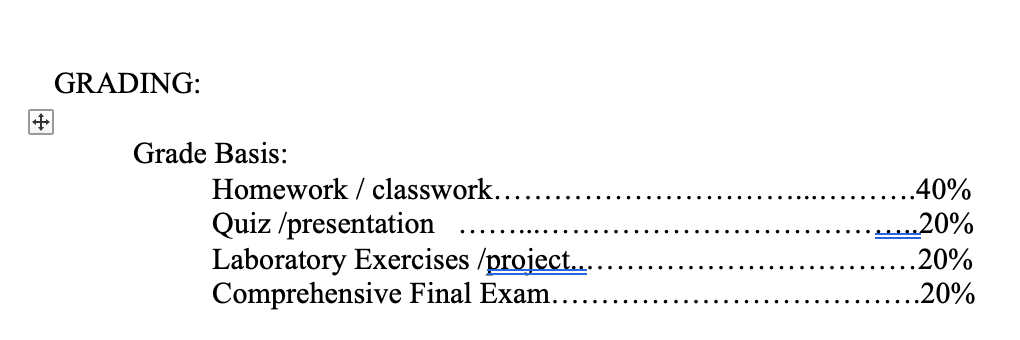 GRADING:
Grade Basis:
Homework / classwork…………………………...……….40%
Quiz /presentation ……...……………………………..…..20%
Laboratory Exercises /project..…………………………….20%
Comprehensive Final Exam……………………………….20%